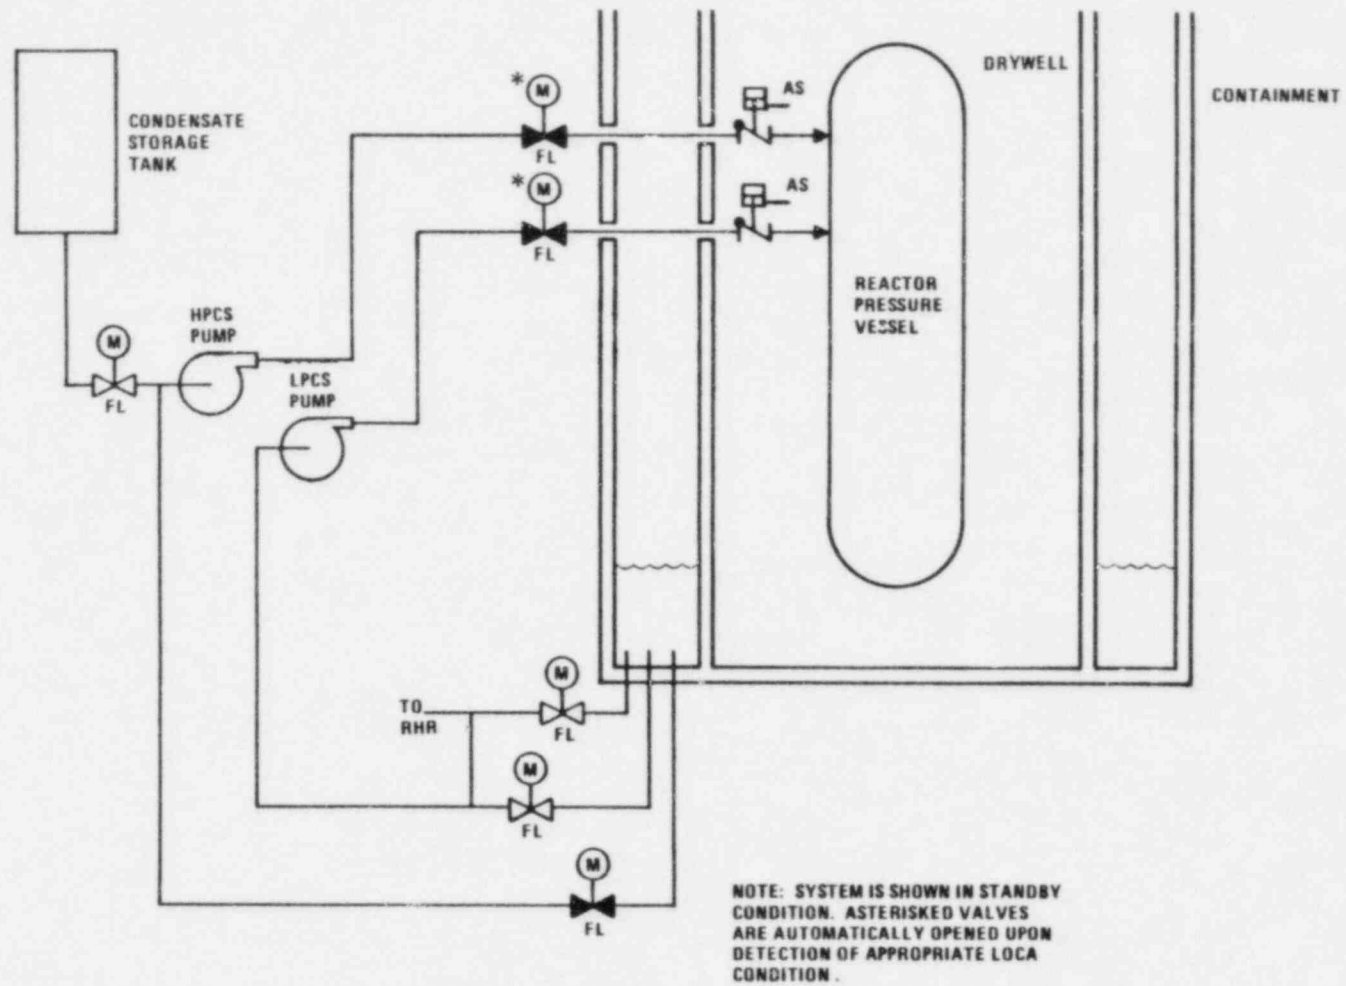 DRYWELL
CONTAINMENT
CONDENSATE
STORAGE
TANK
* M
FL
AS
* M
FL
AS
REACTOR
PRESSURE
VESSEL
HPCS
PUMP
M
FL
LPCS
PUMP
M
FL
TO
RHR
M
FL
M
FL
NOTE: SYSTEM IS SHOWN IN STANDBY
CONDITION. ASTERISKED VALVES
ARE AUTOMATICALLY OPENED UPON
DETECTION OF APPROPRIATE LOCA
CONDITION.